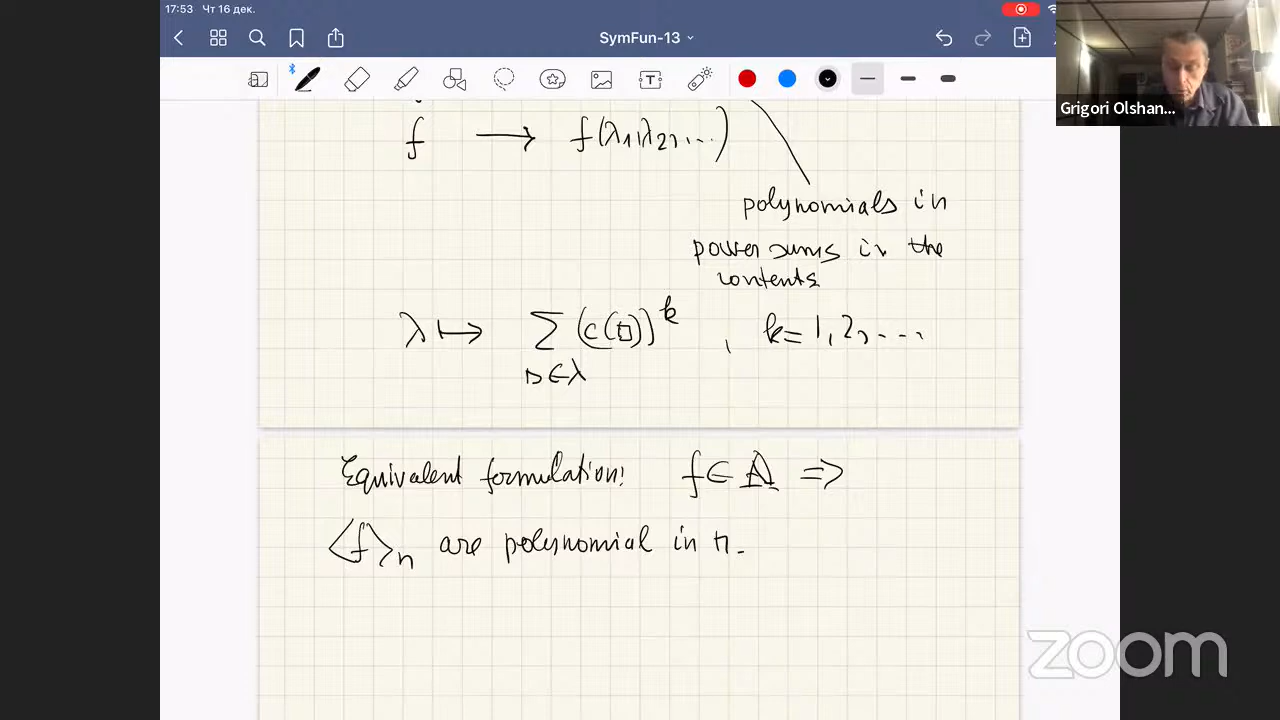 17:53 Чт 16 дек.
SymFun-13
Grigori Olshan...
f ⟶ f(λ1, λ2, ...)
polynomials in
power sums in the
contents
λ ⟼ ∑ (c(□))^k , k = 1, 2, ...
□ ∈ λ
Equivalent formulation: f ∈ 𝔸 ⇒
⟨f⟩n are polynomial in n.
zoom